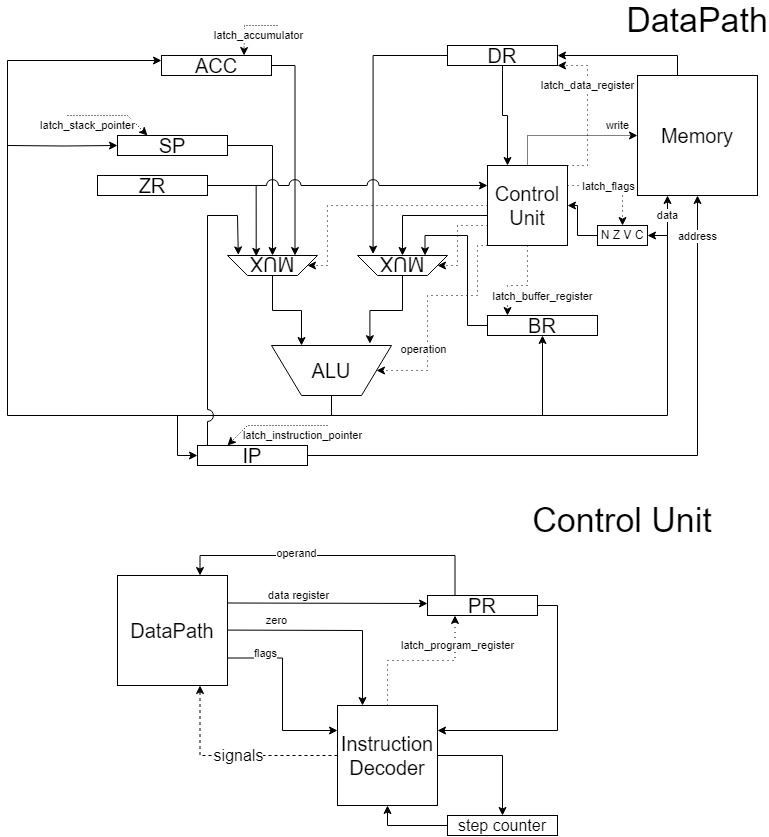 DataPath
latch_accumulator
ACC
DR
latch_data_register
latch_stack_pointer
SP
write
Memory
ZR
Control
Unit
latch_flags
data
N Z V C
address
MUX
MUX
latch_buffer_register
BR
operation
ALU
latch_instruction_pointer
IP
Control Unit
operand
DataPath
data register
PR
zero
latch_program_register
flags
Instruction
Decoder
signals
step counter